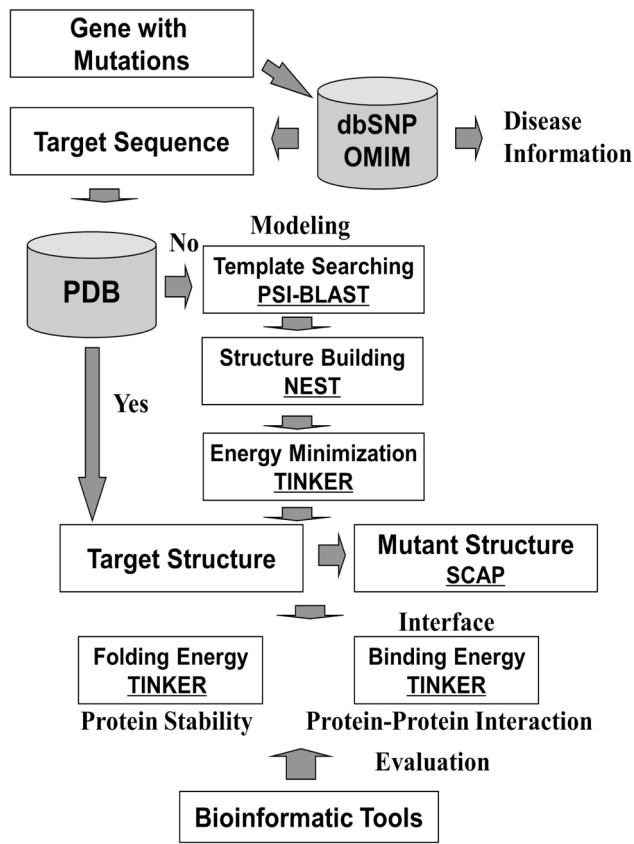 Gene with
Mutations
dbSNP
OMIM
Disease
Information
Target Sequence
PDB
No
Modeling
Template Searching
PSI-BLAST
Structure Building
NEST
Yes
Energy Minimization
TINKER
Target Structure
Mutant Structure
SCAP
Interface
Folding Energy
TINKER
Binding Energy
TINKER
Protein Stability
Protein-Protein Interaction
Evaluation
Bioinformatic Tools